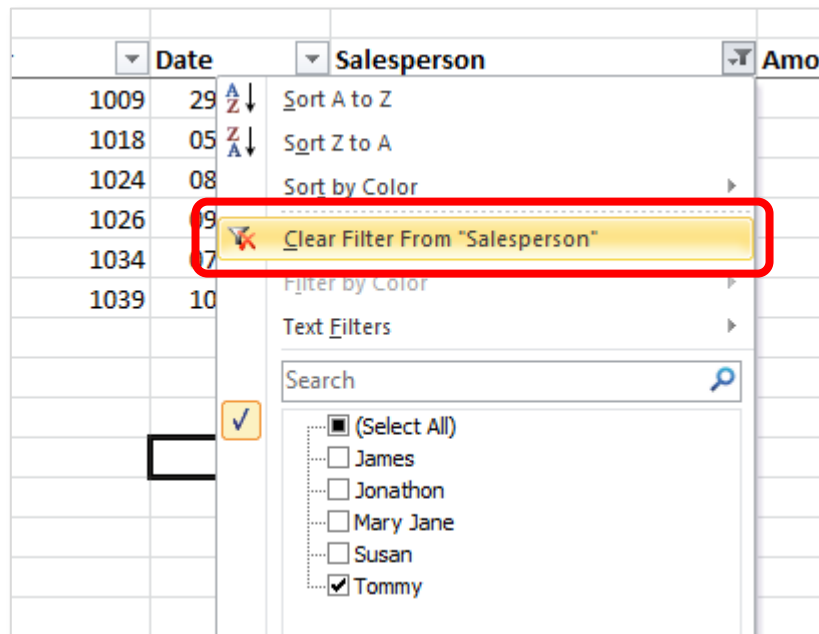 Date Salesperson Amo
1009 29
1018 05
1024 08
1026 09
1034 07
1039 10
A Z Sort A to Z
Z A Sort Z to A
Sort by Color
Clear Filter From "Salesperson"
Filter by Color
Text Filters
Search
(Select All)
James
Jonathon
Mary Jane
Susan
Tommy